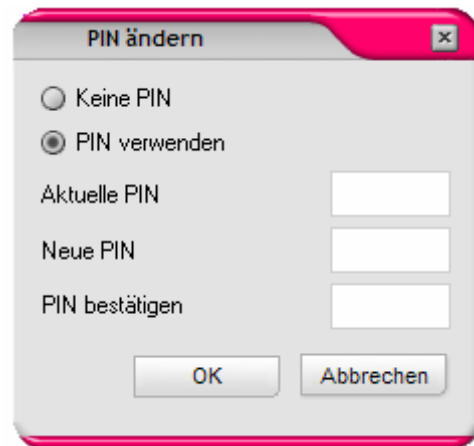 PIN ändern
Keine PIN
PIN verwenden
Aktuelle PIN
Neue PIN
PIN bestätigen
OK Abbrechen